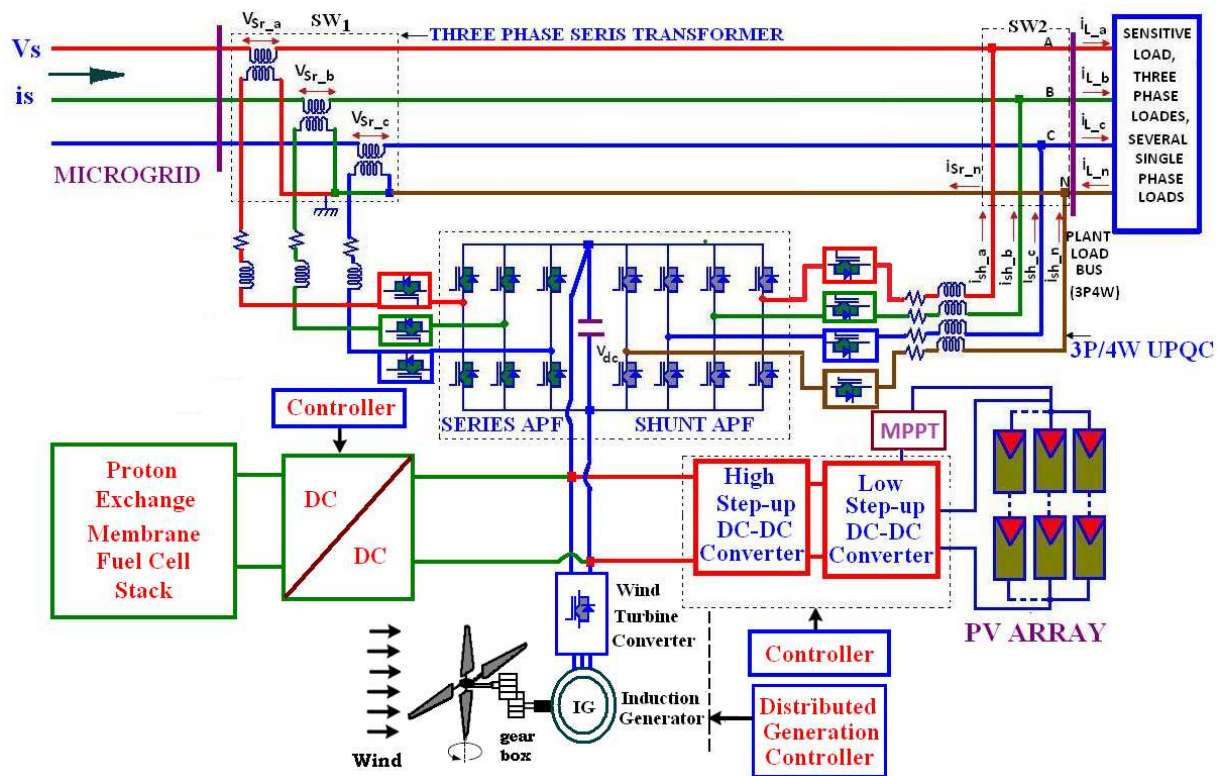 V_Sr_a
SW_1
THREE PHASE SERIS TRANSFORMER
SW2
i_L_a
Vs
A
SENSITIVE
LOAD,
THREE
PHASE
LOADES,
SEVERAL
SINGLE
PHASE
LOADS
V_Sr_b
is
B
i_L_b
V_Sr_c
C
i_L_c
MICROGRID
i_Sr_n
N
i_L_n
i_sh_a
i_sh_b
i_sh_c
i_sh_n
PLANT
LOAD
BUS
(3P4W)
3P/4W UPQC
V_dc
SERIES APF
SHUNT APF
Controller
MPPT
Proton
Exchange
Membrane
Fuel Cell
Stack
DC
DC
High
Step-up
DC-DC
Converter
Low
Step-up
DC-DC
Converter
PV ARRAY
Wind
Turbine
Converter
Controller
IG
Induction
Generator
Distributed
Generation
Controller
gear
box
Wind